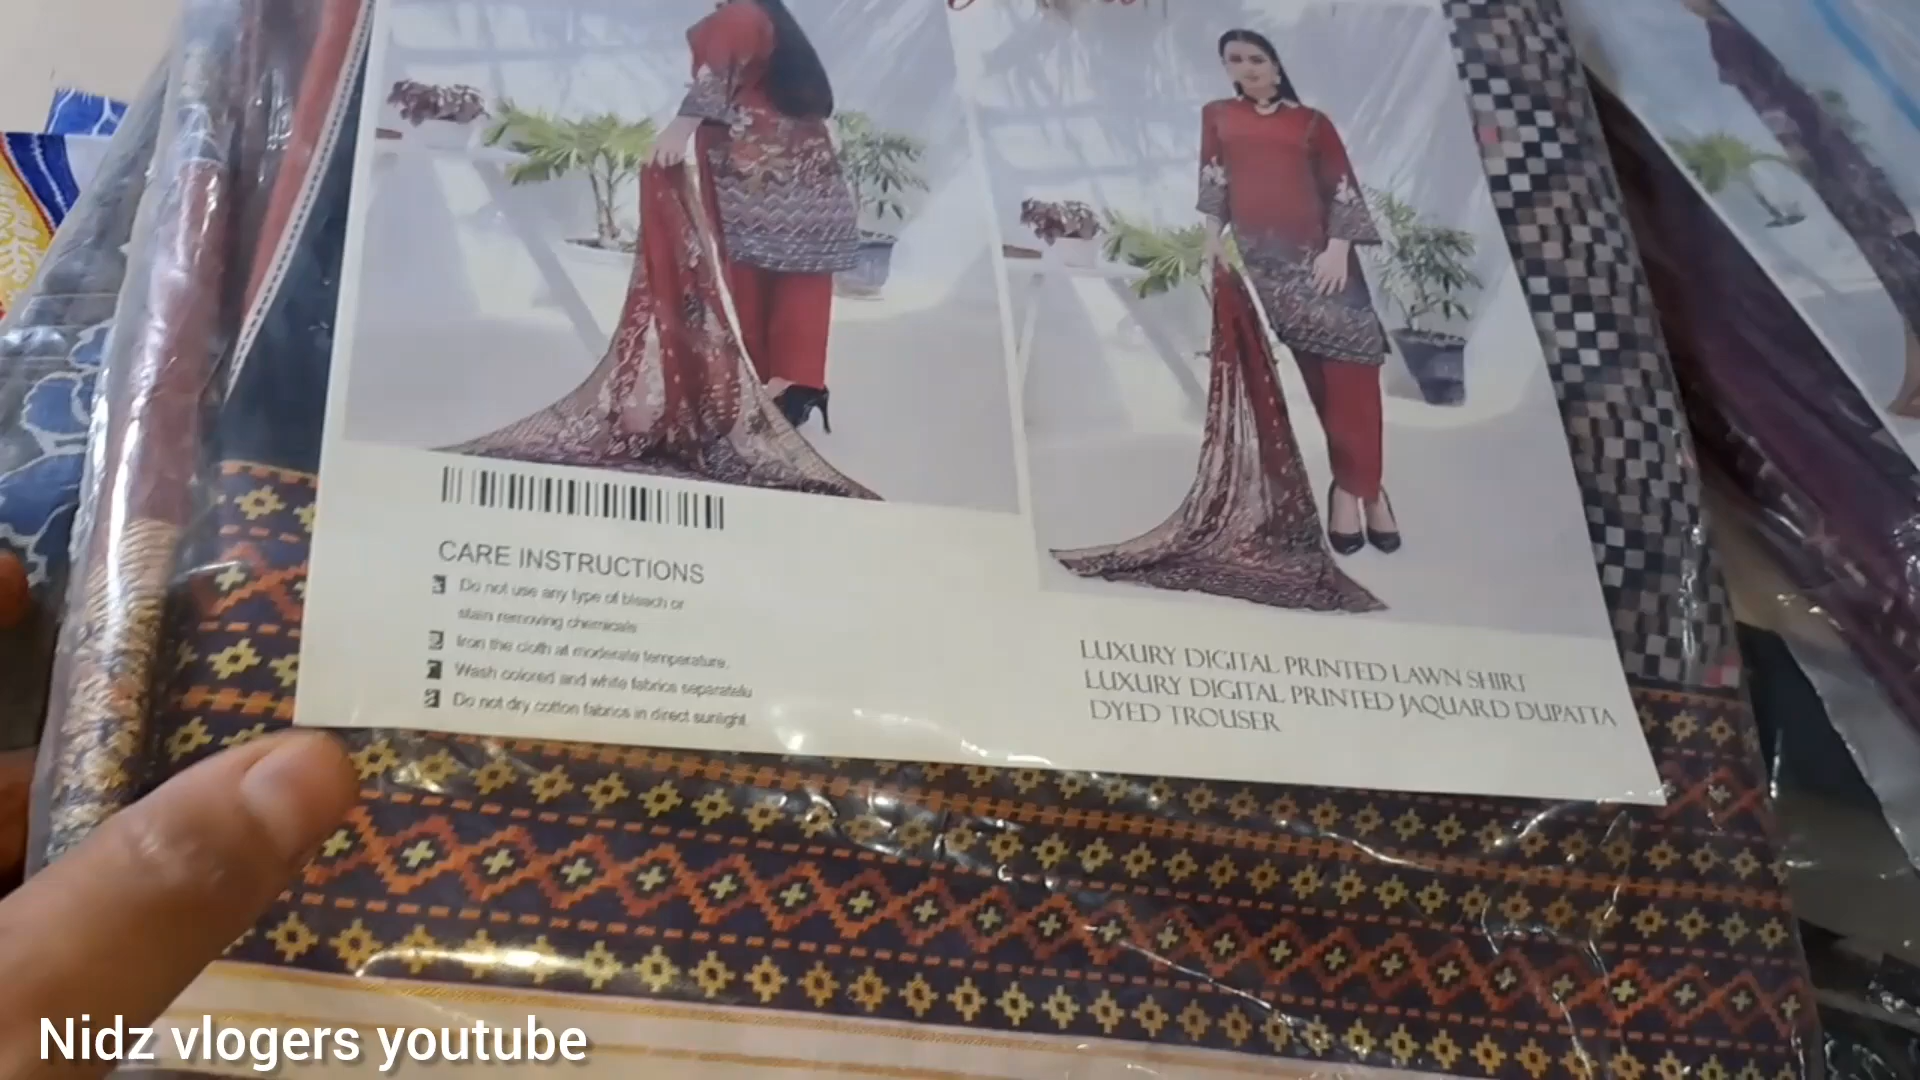 CARE INSTRUCTIONS
Do not use any type of bleach or
stain removing chemicals
Iron the cloth at moderate temperature.
Wash colored and white fabrics separatelu
Do not dry cotton fabrics in direct sunlight
LUXURY DIGITAL PRINTED LAWN SHIRT
LUXURY DIGITAL PRINTED JAQUARD DUPATTA
DYED TROUSER
Nidz vlogers youtube